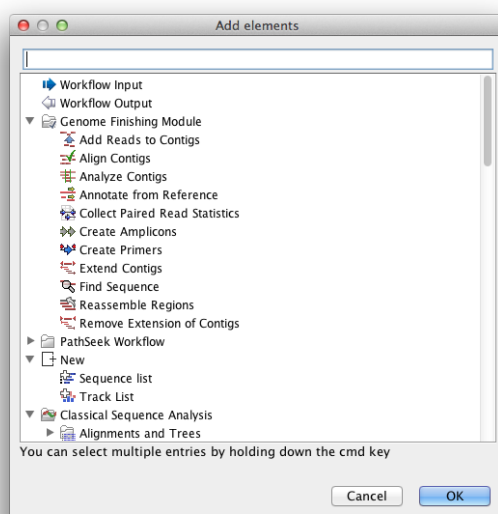 Add elements
Workflow Input
Workflow Output
Genome Finishing Module
Add Reads to Contigs
Align Contigs
Analyze Contigs
Annotate from Reference
Collect Paired Read Statistics
Create Amplicons
Create Primers
Extend Contigs
Find Sequence
Reassemble Regions
Remove Extension of Contigs
PathSeek Workflow
New
Sequence list
Track List
Classical Sequence Analysis
Alignments and Trees
You can select multiple entries by holding down the cmd key
Cancel OK